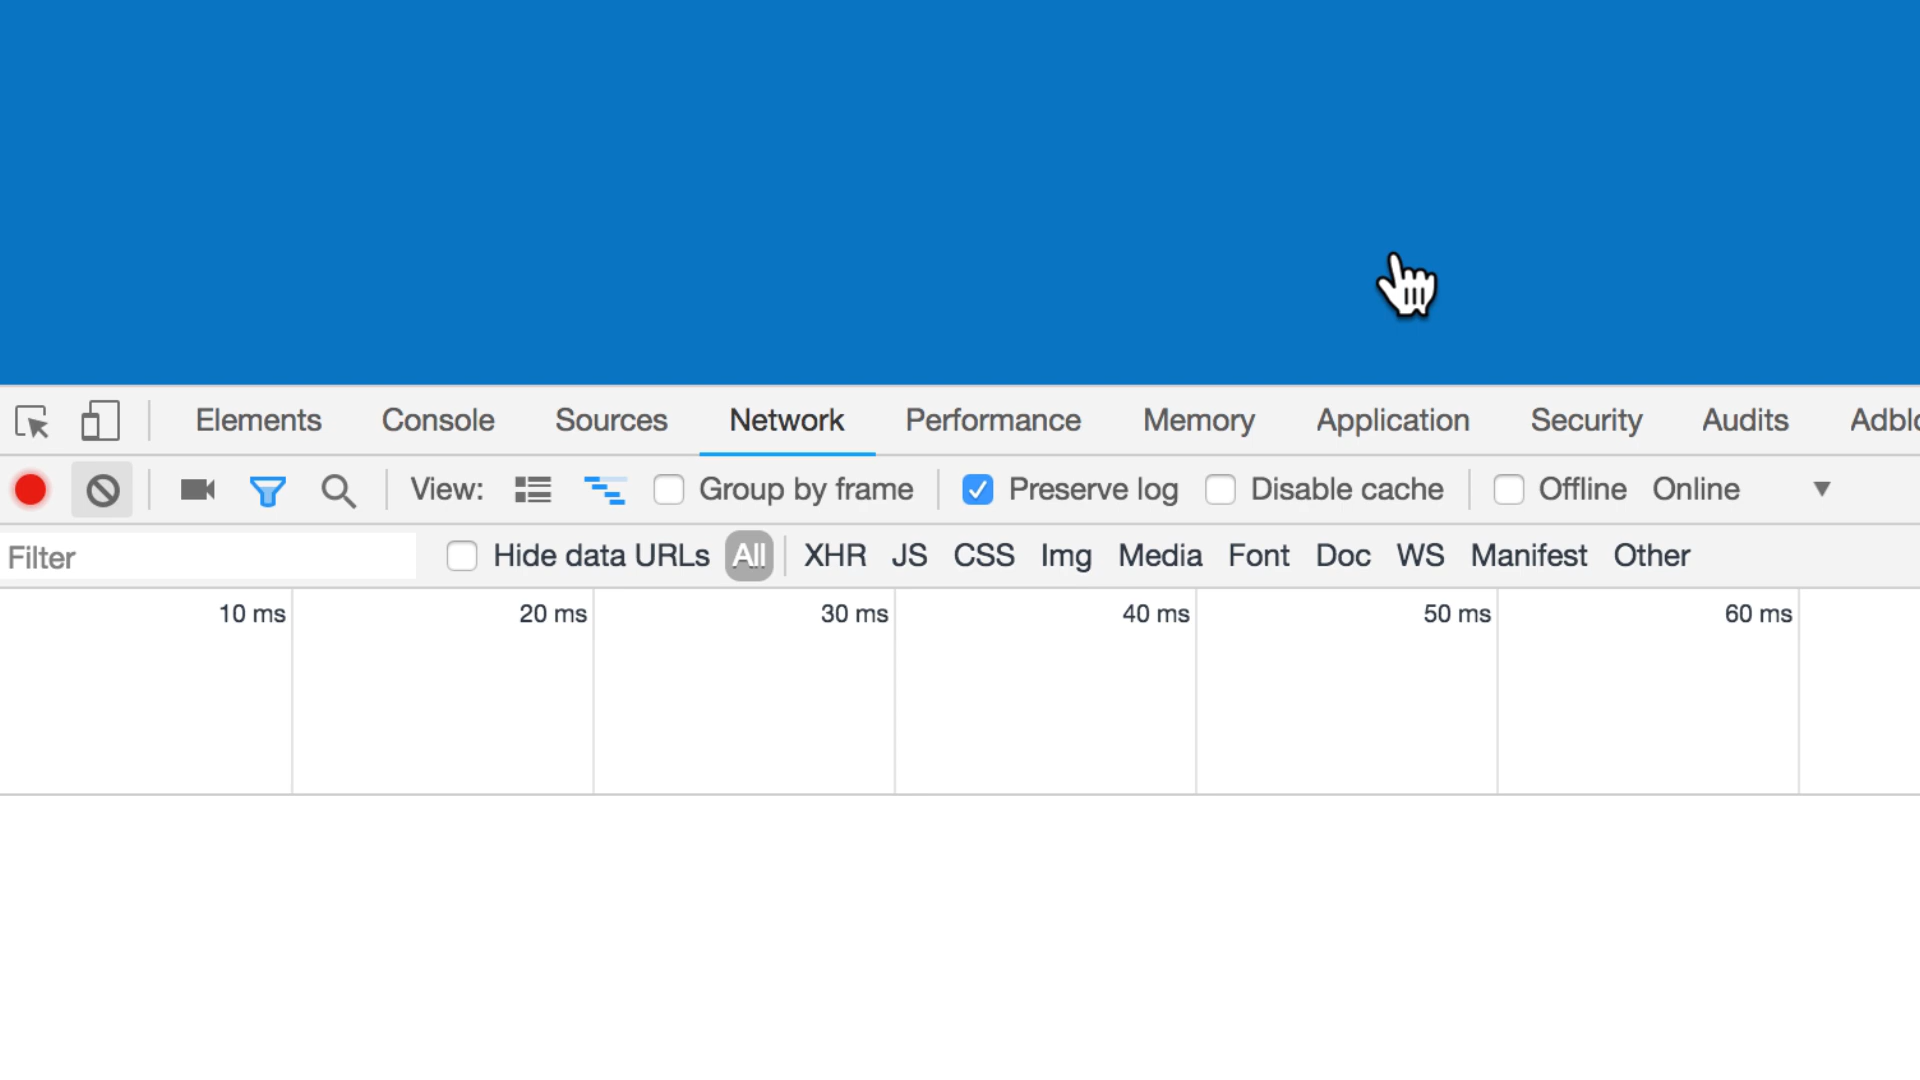 Elements Console Sources Network Performance Memory Application Security Audits
View: Group by frame Preserve log Disable cache Offline Online
Filter Hide data URLs All XHR JS CSS Img Media Font Doc WS Manifest Other
10 ms 20 ms 30 ms 40 ms 50 ms 60 ms